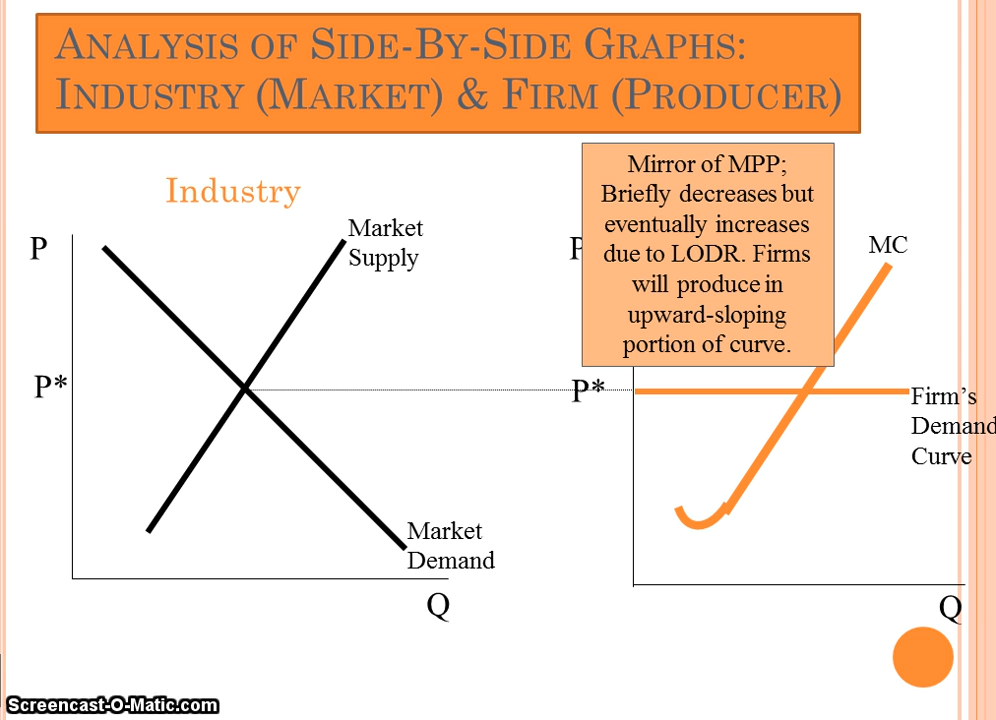 ANALYSIS OF SIDE-BY-SIDE GRAPHS:
INDUSTRY (MARKET) & FIRM (PRODUCER)
Industry
P
Market
Supply
P*
Market
Demand
Q
Mirror of MPP;
Briefly decreases but
eventually increases
due to LODR. Firms
will produce in
upward-sloping
portion of curve.
P
MC
P*
Firm's
Demand
Curve
Q
Screencast-O-Matic.com